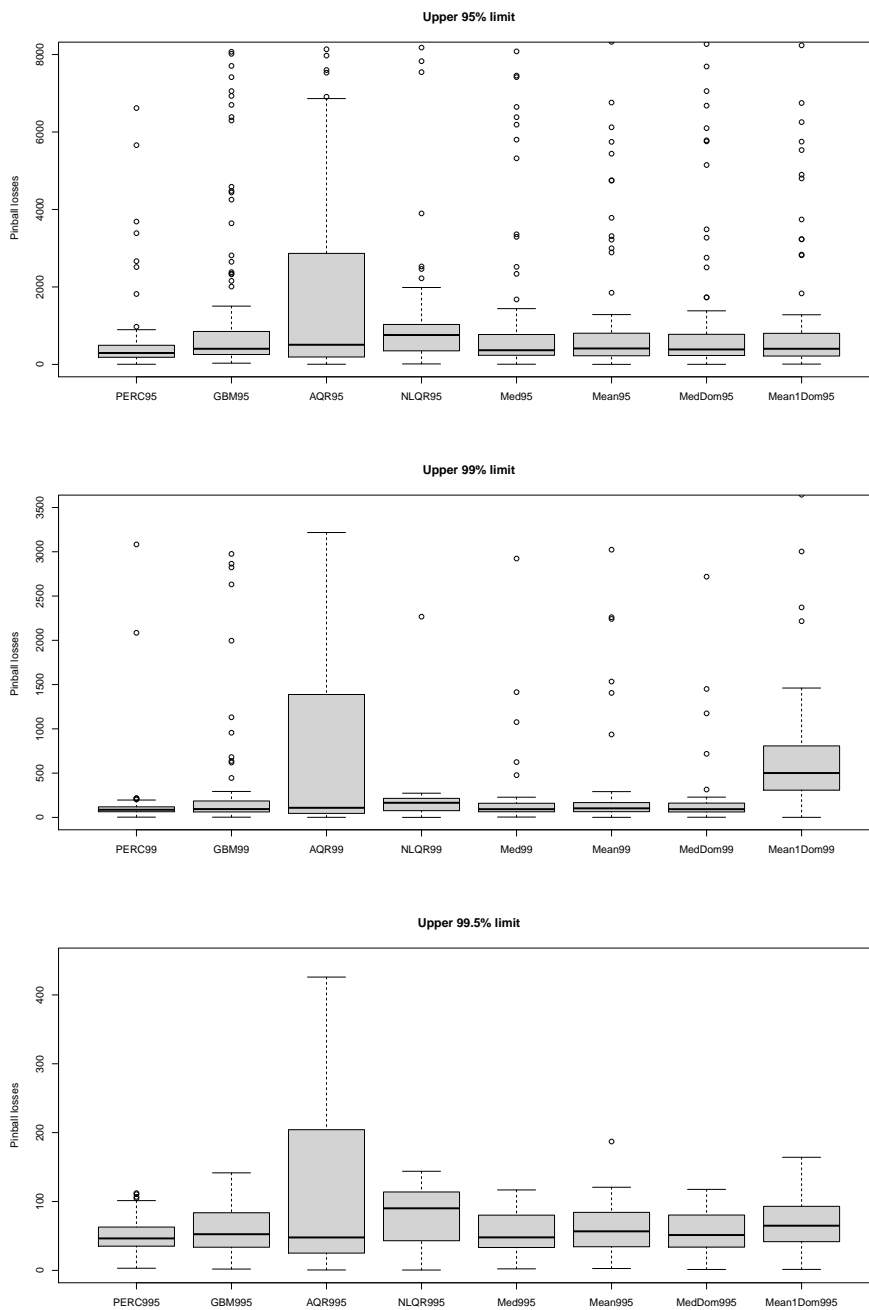 Upper 95% limit
8000
6000
4000
2000
0
Pinball losses
PERC95 GBM95 AQR95 NLQR95 Med95 Mean95 MedDom95 Mean1Dom95
Upper 99% limit
3500
3000
2500
2000
1500
1000
500
0
Pinball losses
PERC99 GBM99 AQR99 NLQR99 Med99 Mean99 MedDom99 Mean1Dom99
Upper 99.5% limit
400
300
200
100
0
Pinball losses
PERC995 GBM995 AQR995 NLQR995 Med995 Mean995 MedDom995 Mean1Dom995